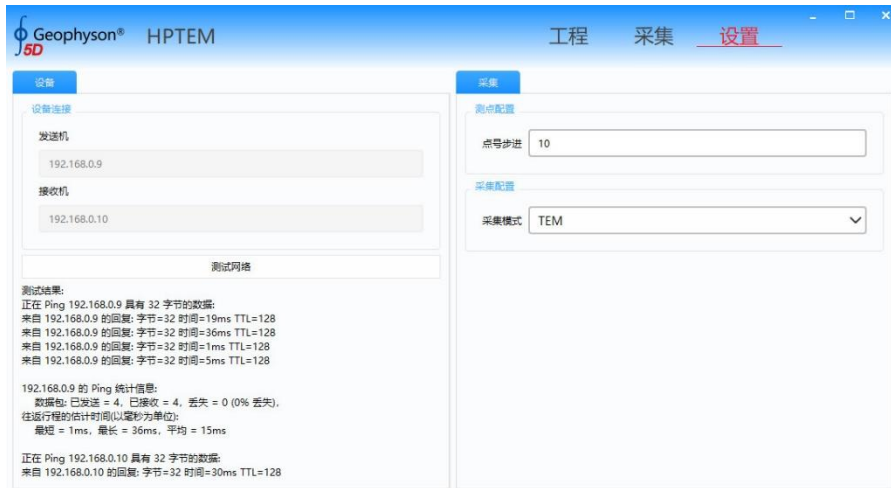 Geophyson®
5D
HPTEM
工程 采集 设置
设备
设备连接
发送机
192.168.0.9
接收机
192.168.0.10
测试网络
测试结果:
正在 Ping 192.168.0.9 具有 32 字节的数据:
来自 192.168.0.9 的回复: 字节=32 时间=19ms TTL=128
来自 192.168.0.9 的回复: 字节=32 时间=36ms TTL=128
来自 192.168.0.9 的回复: 字节=32 时间=1ms TTL=128
来自 192.168.0.9 的回复: 字节=32 时间=5ms TTL=128
192.168.0.9 的 Ping 统计信息:
数据包: 已发送 = 4，已接收 = 4，丢失 = 0 (0% 丢失)，
往返行程的估计时间(以毫秒为单位):
最短 = 1ms，最长 = 36ms，平均 = 15ms
正在 Ping 192.168.0.10 具有 32 字节的数据:
来自 192.168.0.10 的回复: 字节=32 时间=30ms TTL=128
采集
测点配置
点号步进 10
采集配置
采集模式 TEM